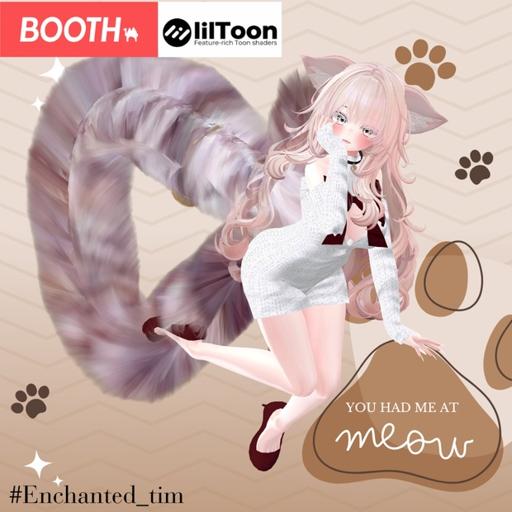 BOOTH
lilToon
Feature-rich Toon shaders
YOU HAD ME AT
meow
#Enchanted_tim